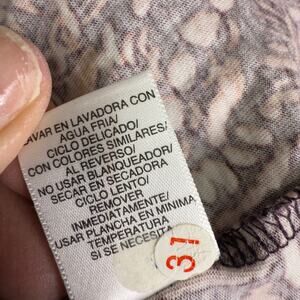 LAVAR EN LAVADORA CON
AGUA FRIA/
CICLO DELICADO/
CON COLORES SIMILARES/
AL REVERSO/
NO USAR BLANQUEADOR/
SECAR EN SECADORA
CICLO LENTO/
REMOVER
INMEDIATAMENTE/
USAR PLANCHA EN MINIMA
TEMPERATURA
SI SE NECESITA
31